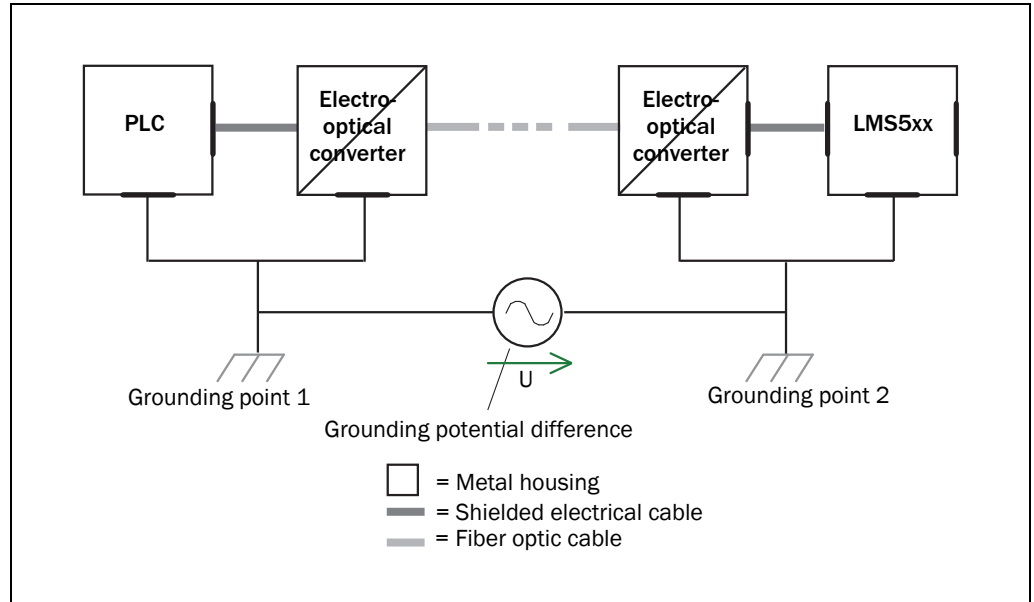 PLC
Electro-
optical
converter
Electro-
optical
converter
LMS5xx
U
Grounding point 1
Grounding point 2
Grounding potential difference
= Metal housing
= Shielded electrical cable
= Fiber optic cable